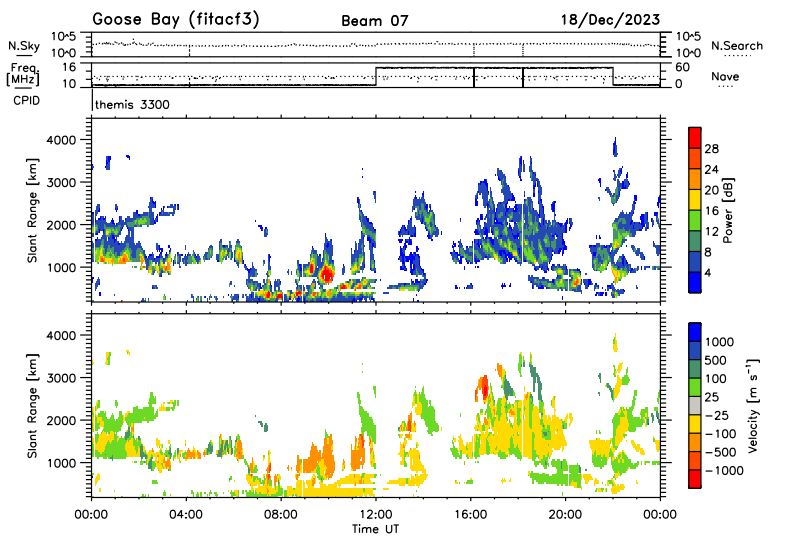 Goose Bay (fitacf3) Beam 07 18/Dec/2023
N.Sky 10^5 10^5 N.Search
10^0 10^0
Freq. 16 60 Nave
[MHz] 10 0
CPID themis 3300
4000
3000
2000
1000
Slant Range [km]
28
24
20
16
12
8
4
Power [dB]
4000
3000
2000
1000
Slant Range [km]
1000
500
100
25
−25
−100
−500
−1000
Velocity [m s⁻¹]
00:00 04:00 08:00 12:00 16:00 20:00 00:00
Time UT